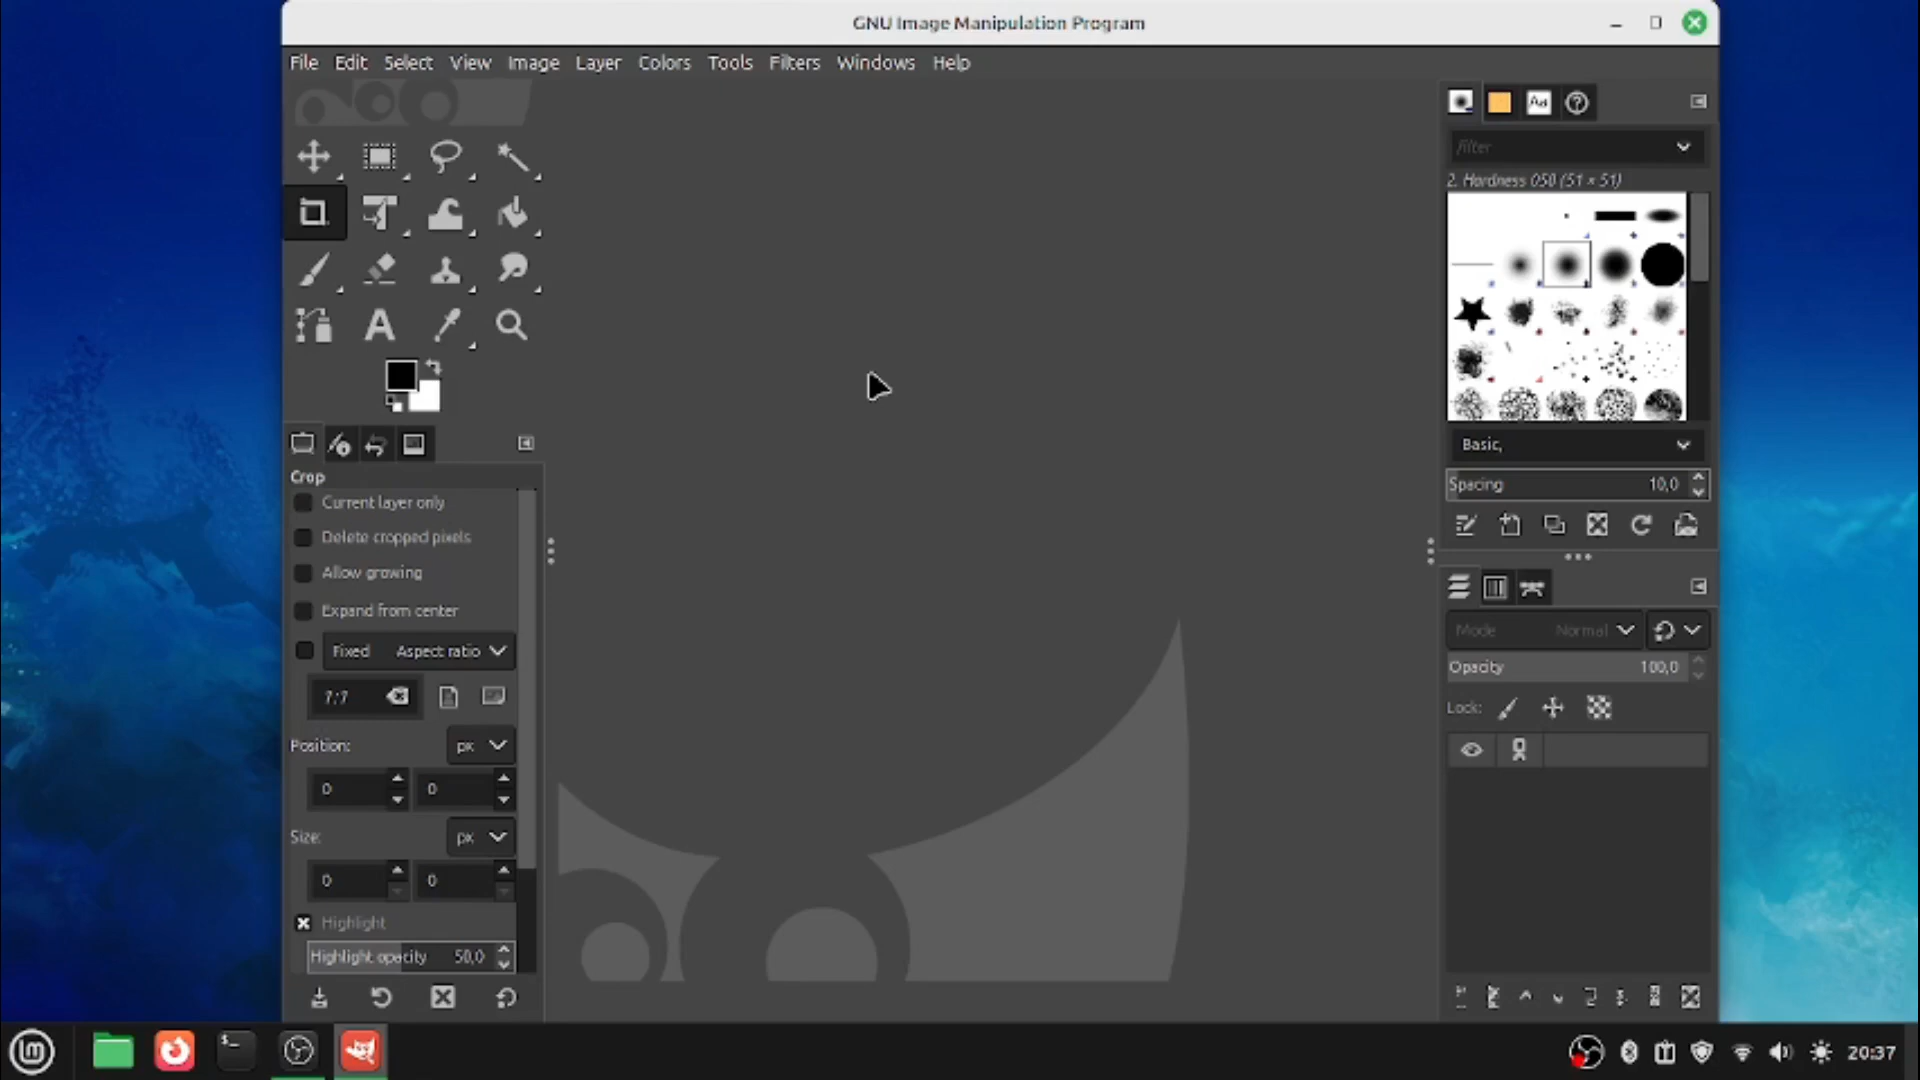 GNU Image Manipulation Program
File Edit Select View Image Layer Colors Tools Filters Windows Help
filter
2. Hardness 050 (51 × 51)
Basic,
Spacing 10,0
Crop
Current layer only
Delete cropped pixels
Allow growing
Expand from center
Fixed Aspect ratio
1:1
Position: px
0 0
Size: px
0 0
Highlight
Highlight opacity 50,0
Mode Normal
Opacity 100,0
Lock:
20:37